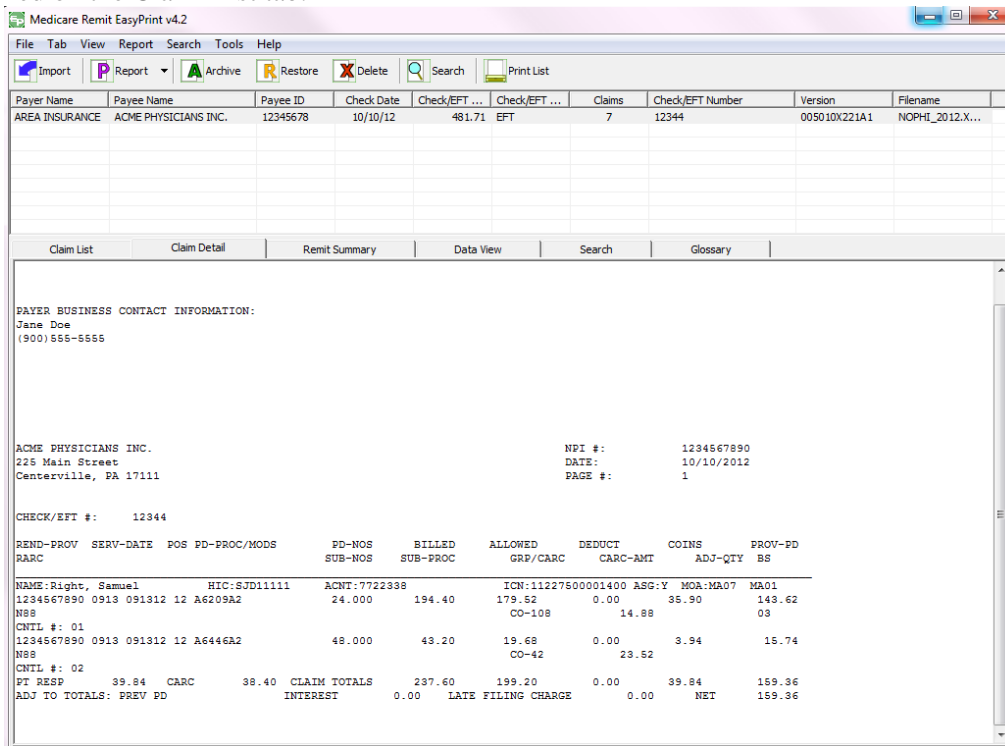 Medicare Remit EasyPrint v4.2
File Tab View Report Search Tools Help
Import P Report A Archive R Restore X Delete Search Print List
Payer Name Payee Name Payee ID Check Date Check/EFT ... Check/EFT ... Claims Check/EFT Number Version Filename
AREA INSURANCE ACME PHYSICIANS INC. 12345678 10/10/12 481.71 EFT 7 12344 005010X221A1 NOPHI_2012.X...
Claim List Claim Detail Remit Summary Data View Search Glossary
PAYER BUSINESS CONTACT INFORMATION:
Jane Doe
(900)555-5555
ACME PHYSICIANS INC. NPI #: 1234567890
225 Main Street DATE: 10/10/2012
Centerville, PA 17111 PAGE #: 1
CHECK/EFT #: 12344
REND-PROV SERV-DATE POS PD-PROC/MODS PD-NOS BILLED ALLOWED DEDUCT COINS PROV-PD
RARC SUB-NOS SUB-PROC GRP/CARC CARC-AMT ADJ-QTY BS
NAME:Right, Samuel HIC:SJD11111 ACNT:7722338 ICN:11227500001400 ASG:Y MOA:MA07 MA01
1234567890 0913 091312 12 A6209A2 24.000 194.40 179.52 0.00 35.90 143.62
N88 CO-108 14.88 03
CNTL #: 01
1234567890 0913 091312 12 A6446A2 48.000 43.20 19.68 0.00 3.94 15.74
N88 CO-42 23.52
CNTL #: 02
PT RESP 39.84 CARC 38.40 CLAIM TOTALS 237.60 199.20 0.00 39.84 159.36
ADJ TO TOTALS: PREV PD INTEREST 0.00 LATE FILING CHARGE 0.00 NET 159.36